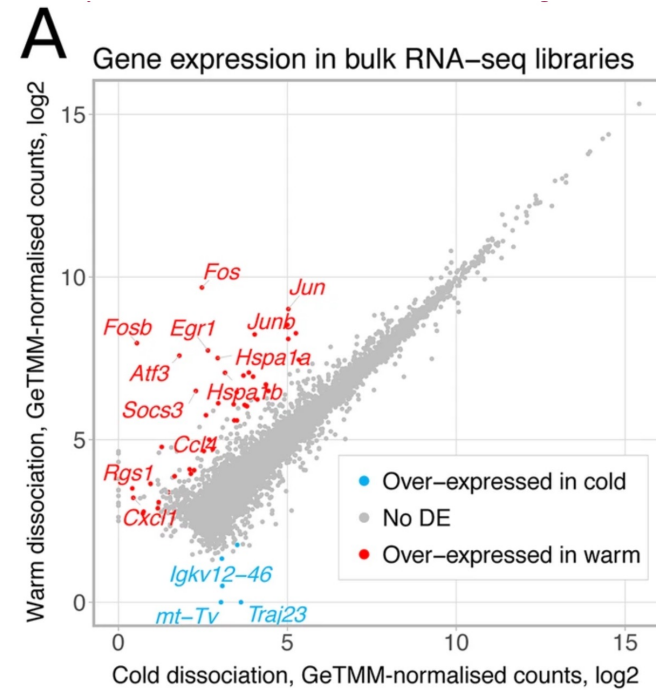 A
Gene expression in bulk RNA−seq libraries
Warm dissociation, GeTMM-normalised counts, log2
15
10
5
0
Fos
Jun
Fosb
Egr1
Junb
Atf3
Hspa1a
Socs3
Hspa1b
Ccl4
Rgs1
Cxcl1
Igkv12−46
mt−Tv
Traj23
Over−expressed in cold
No DE
Over−expressed in warm
0
5
10
15
Cold dissociation, GeTMM-normalised counts, log2